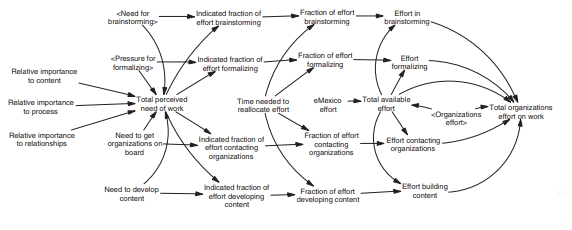 <Need for
brainstorming>
Indicated fraction of
effort brainstorming
Fraction of effort
brainstorming
Effort in
brainstorming
<Pressure for
formalizing>
Indicated fraction of
effort formalizing
Fraction of effort
formalizing
Effort
formalizing
Relative importance
to content
Relative importance
to process
Relative importance
to relationships
Total perceived
need of work
Time needed to
reallocate effort
eMexico
effort
Total available
effort
<Organizations
effort>
Total organizations
effort on work
Need to get
organizations on
board
Indicated fraction of
effort contacting
organizations
Fraction of effort
contacting
organizations
Effort contacting
organizations
Need to develop
content
Indicated fraction of
effort developing
content
Fraction of effort
developing content
Effort building
content